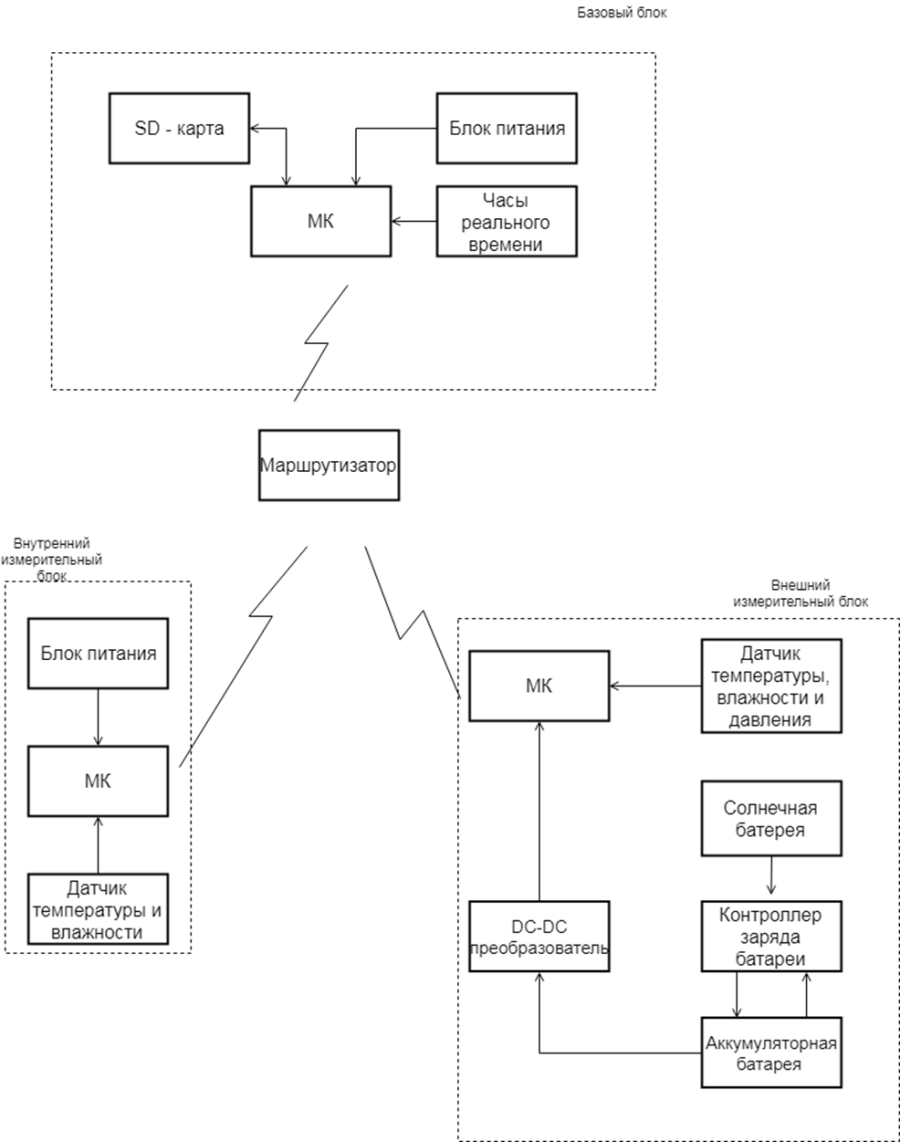 Базовый блок
SD - карта
Блок питания
МК
Часы
реального
времени
Маршрутизатор
Внутренний
измерительный
блок
Блок питания
МК
Датчик
температуры и
влажности
Внешний
измерительный блок
МК
Датчик
температуры,
влажности и
давления
Солнечная
батерея
DC-DC
преобразователь
Контроллер
заряда
батареи
Аккумуляторная
батарея